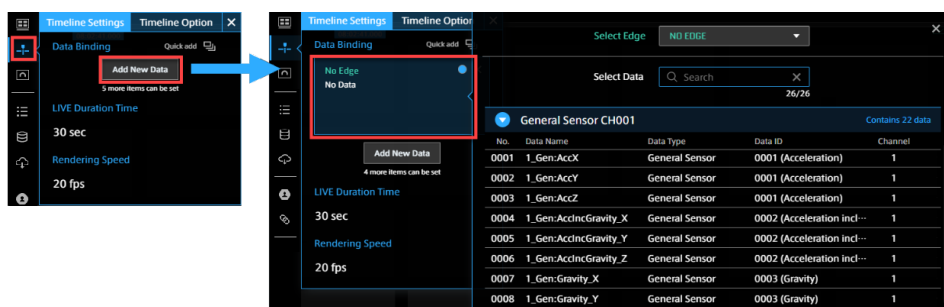 Timeline Settings Timeline Option
Data Binding Quick add
Add New Data
5 more items can be set
LIVE Duration Time
30 sec
Rendering Speed
20 fps
Timeline Settings Timeline Option
Data Binding Quick add
No Edge
No Data
Add New Data
4 more items can be set
LIVE Duration Time
30 sec
Rendering Speed
20 fps
Select Edge NO EDGE
Select Data Search
26/26
General Sensor CH001 Contains 22 data
No. Data Name Data Type Data ID Channel
0001 1_Gen:AccX General Sensor 0001 (Acceleration) 1
0002 1_Gen:AccY General Sensor 0001 (Acceleration) 1
0003 1_Gen:AccZ General Sensor 0001 (Acceleration) 1
0004 1_Gen:AccIncGravity_X General Sensor 0002 (Acceleration incl⋯ 1
0005 1_Gen:AccIncGravity_Y General Sensor 0002 (Acceleration incl⋯ 1
0006 1_Gen:AccIncGravity_Z General Sensor 0002 (Acceleration incl⋯ 1
0007 1_Gen:Gravity_X General Sensor 0003 (Gravity) 1
0008 1_Gen:Gravity_Y General Sensor 0003 (Gravity) 1